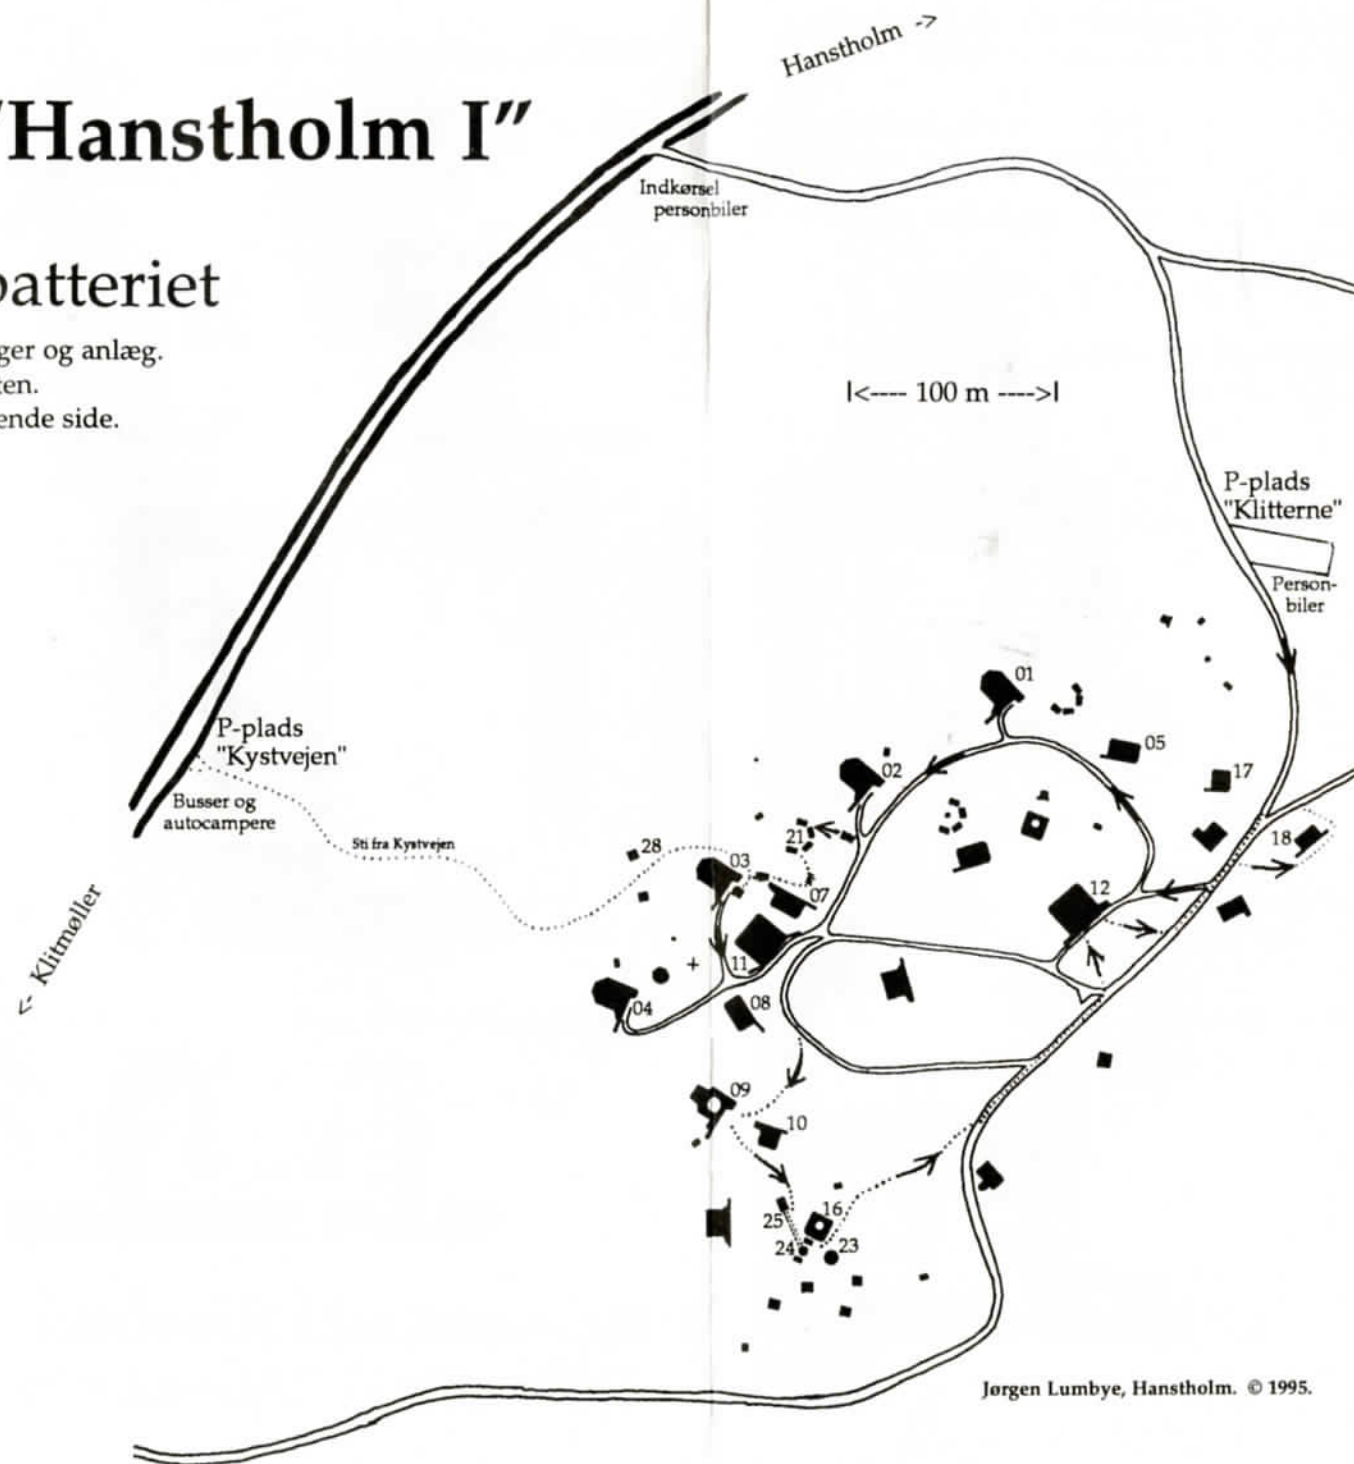 "Hanstholm I"
Hanstholm ->
Indkørsel
personbiler
batteriet
ger og anlæg.
ten.
ende side.
|<---- 100 m ---->|
P-plads
"Klitterne"
Person-
biler
01
05
02
17
P-plads
"Kystvejen"
Busser og
autocampere
Sti fra Kystvejen
28
21
03
07
18
12
<- Klitmøller
11
04
08
09
10
25
16
24
23
Jørgen Lumbye, Hanstholm. © 1995.